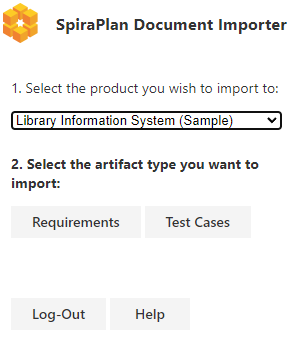 SpiraPlan Document Importer
1. Select the product you wish to import to:
Library Information System (Sample)
2. Select the artifact type you want to
import:
Requirements
Test Cases
Log-Out
Help